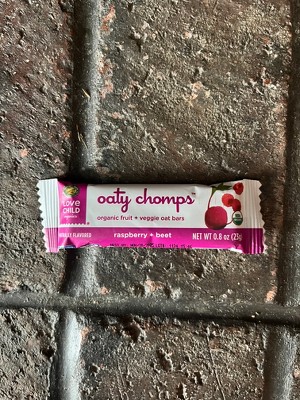 Love
CHILD
organics
oaty chomps
organic fruit + veggie oat bars
raspberry + beet
NET WT 0.8 oz (23g